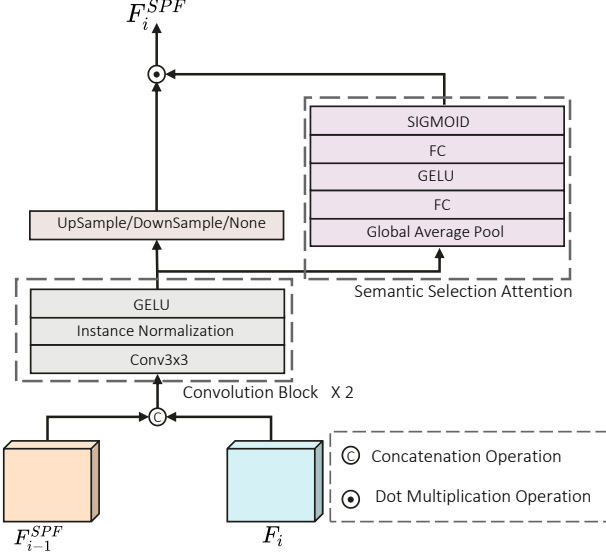 F_i^{SPF}
SIGMOID
FC
GELU
FC
Global Average Pool
UpSample/DownSample/None
Semantic Selection Attention
GELU
Instance Normalization
Conv3x3
Convolution Block X 2
C
C Concatenation Operation
Dot Multiplication Operation
F_{i-1}^{SPF}
F_i